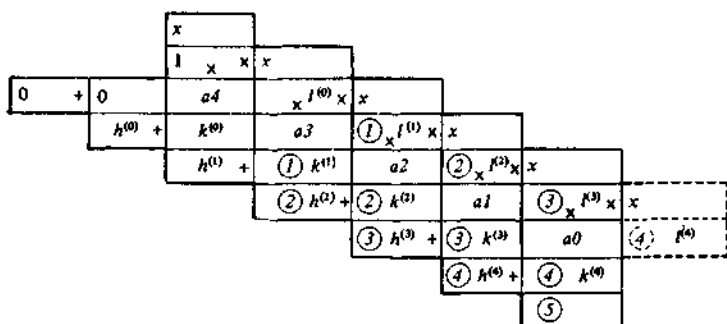 x
1 × × x
0 + 0 a4 × l⁽⁰⁾ × x
h⁽⁰⁾ + k⁽⁰⁾ a3 ① × l⁽¹⁾ × x
h⁽¹⁾ + ① k⁽¹⁾ a2 ② × l⁽²⁾ × x
② h⁽²⁾ + ② k⁽²⁾ a1 ③ × l⁽³⁾ × x
③ h⁽³⁾ + ③ k⁽³⁾ a0 ④ l⁽⁴⁾
④ h⁽⁴⁾ + ④ k⁽⁴⁾
⑤